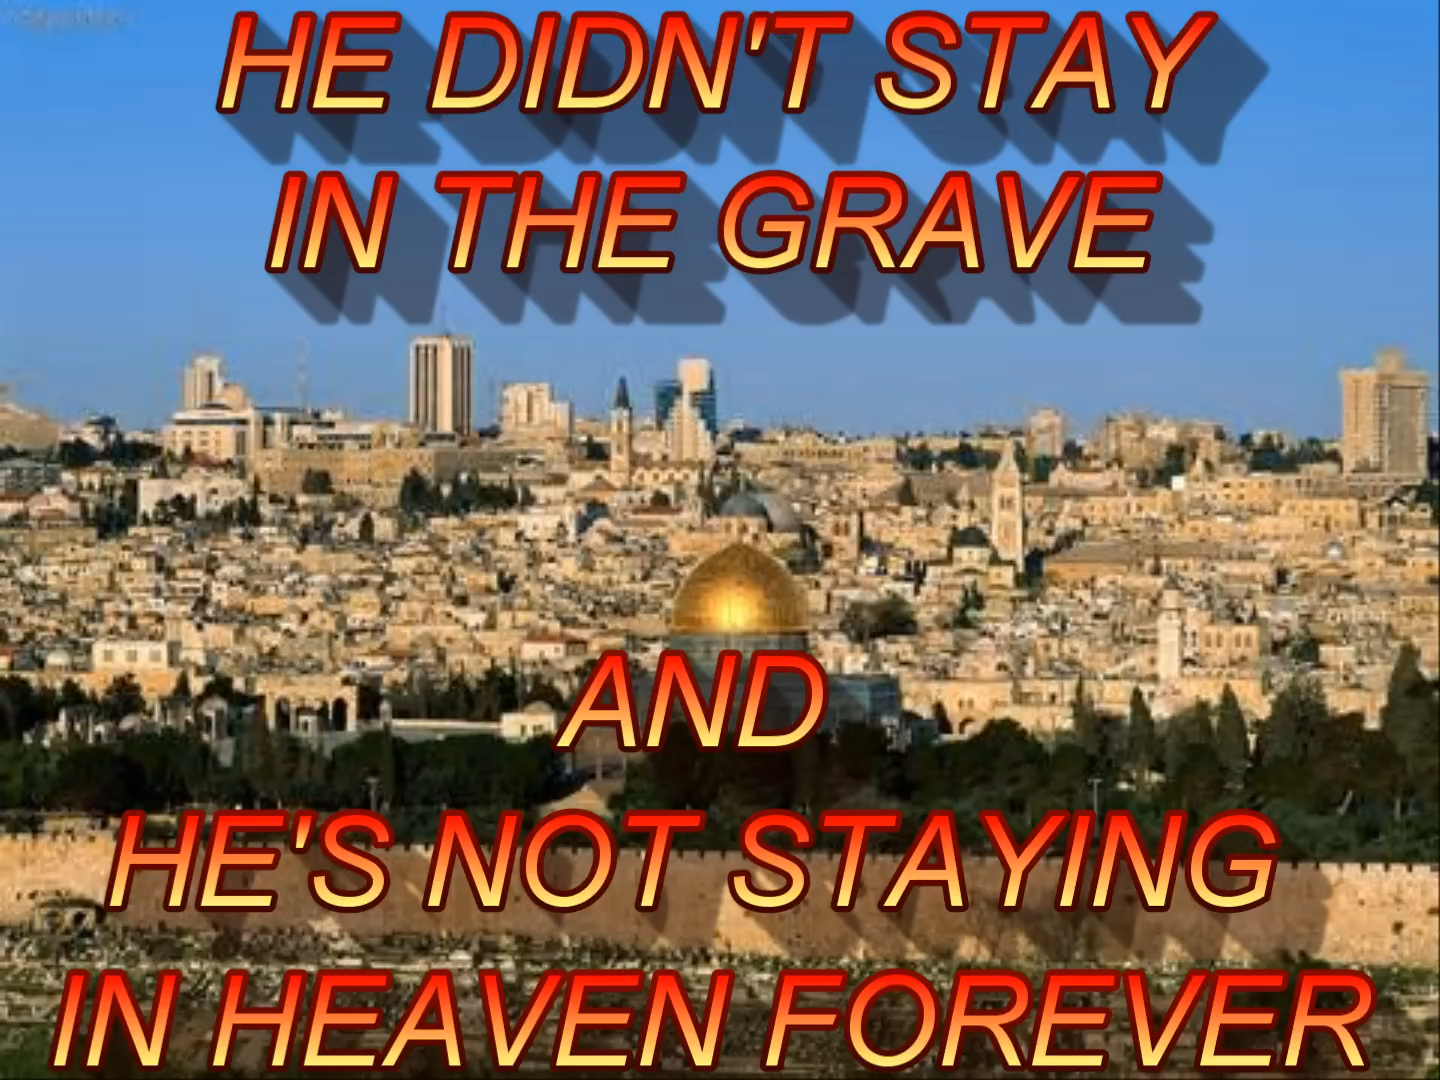 HE DIDN'T STAY
IN THE GRAVE
AND
HE'S NOT STAYING
IN HEAVEN FOREVER